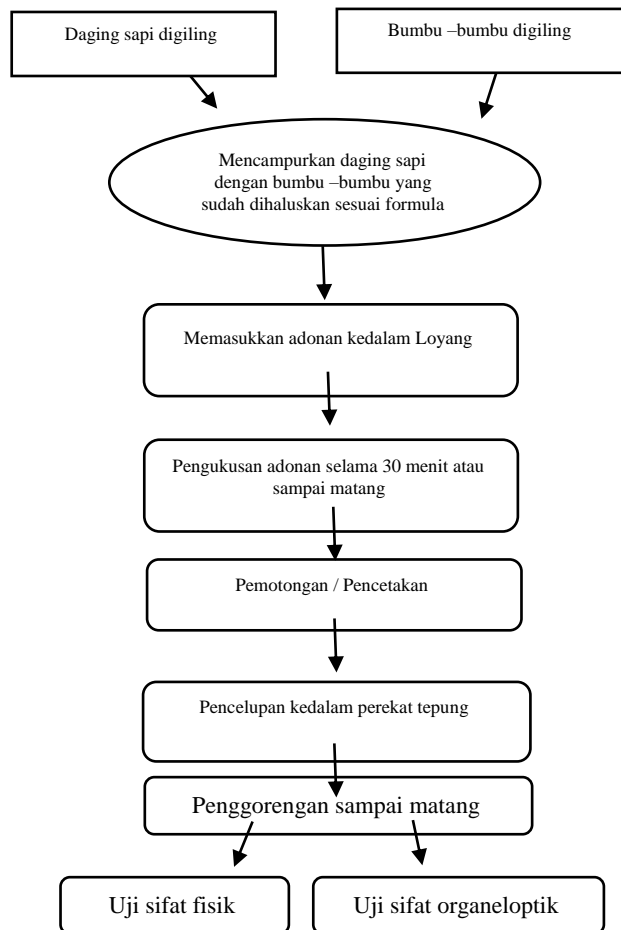 Daging sapi digiling
Bumbu –bumbu digiling
Mencampurkan daging sapi
dengan bumbu –bumbu yang
sudah dihaluskan sesuai formula
Memasukkan adonan kedalam Loyang
Pengukusan adonan selama 30 menit atau
sampai matang
Pemotongan / Pencetakan
Pencelupan kedalam perekat tepung
Penggorengan sampai matang
Uji sifat fisik
Uji sifat organeloptik